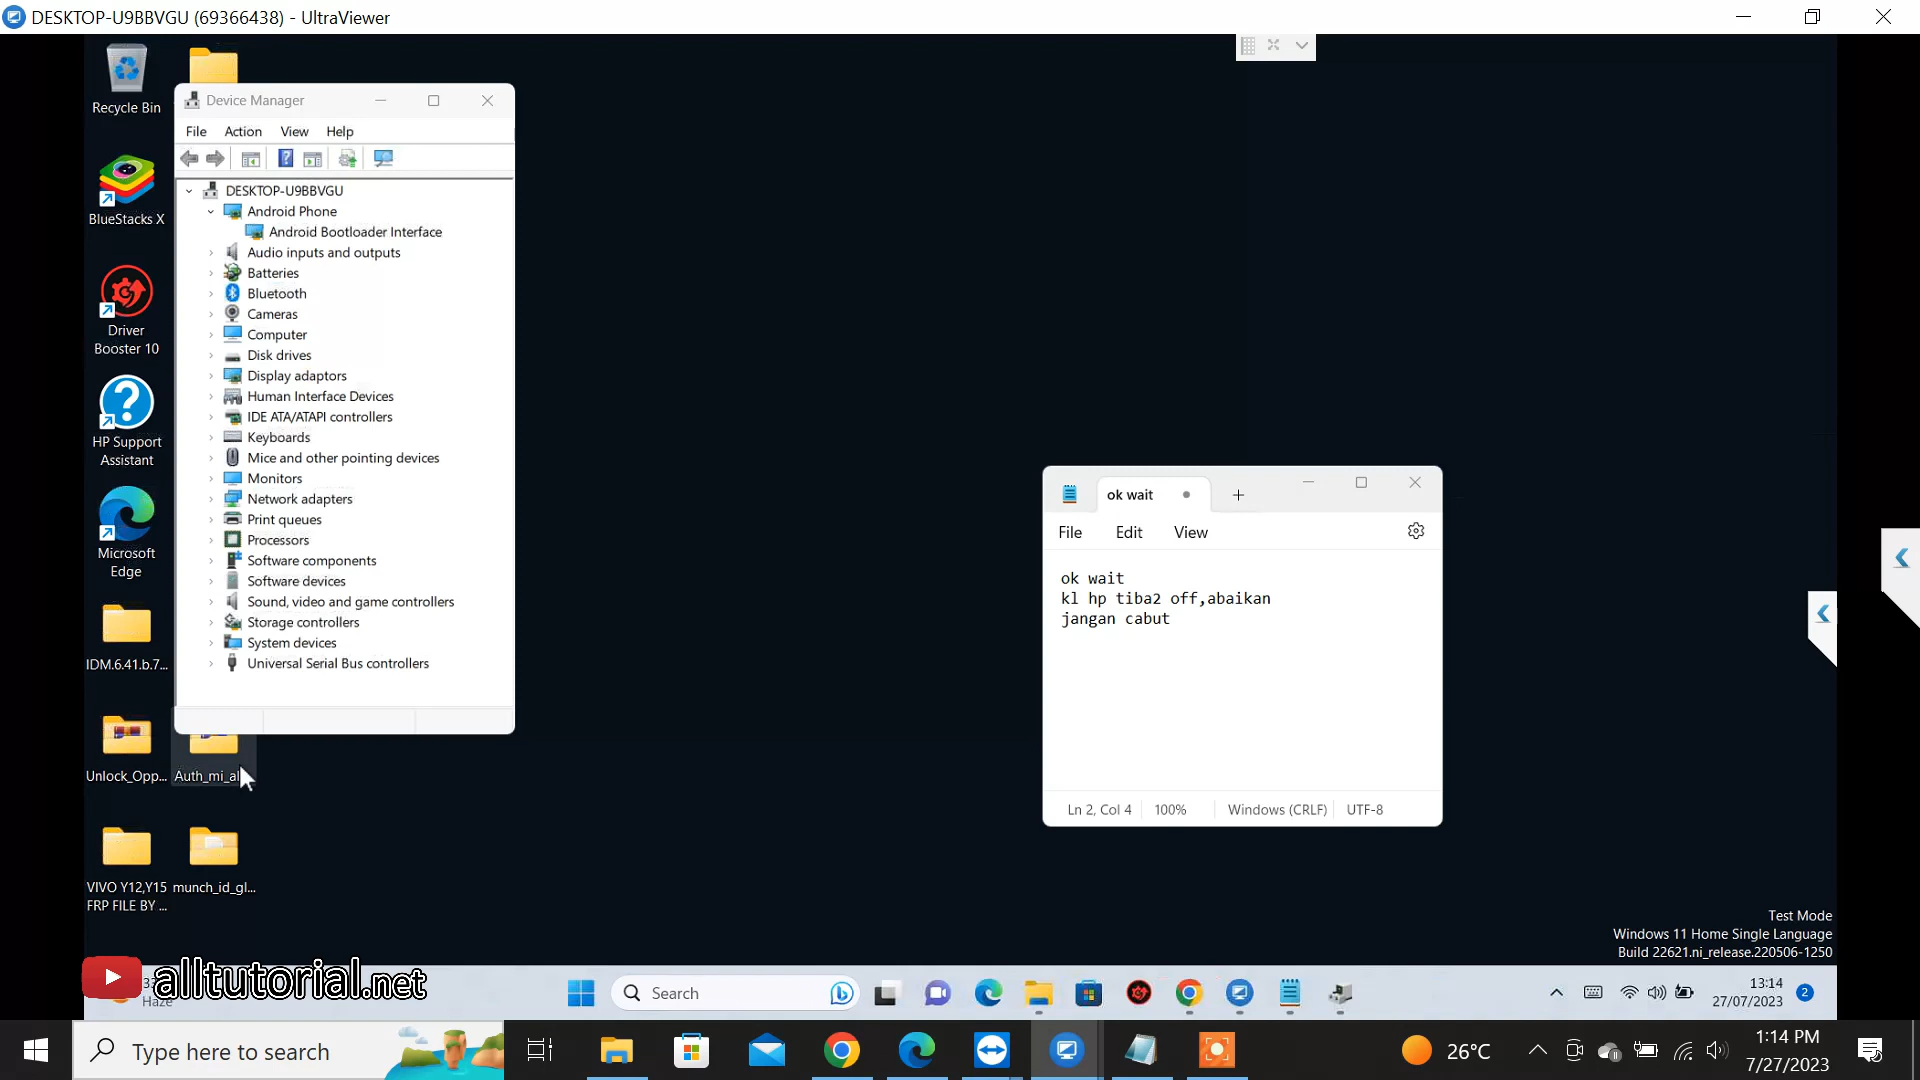 DESKTOP-U9BBVGU (69366438) - UltraViewer
Recycle Bin
BlueStacks X
Driver
Booster 10
HP Support
Assistant
Microsoft
Edge
IDM.6.41.b.7...
Unlock_Opp...
Auth_mi_al
VIVO Y12,Y15
FRP FILE BY ...
munch_id_gl...
Device Manager
File Action View Help
DESKTOP-U9BBVGU
Android Phone
Android Bootloader Interface
Audio inputs and outputs
Batteries
Bluetooth
Cameras
Computer
Disk drives
Display adaptors
Human Interface Devices
IDE ATA/ATAPI controllers
Keyboards
Mice and other pointing devices
Monitors
Network adapters
Print queues
Processors
Software components
Software devices
Sound, video and game controllers
Storage controllers
System devices
Universal Serial Bus controllers
ok wait
File Edit View
ok wait
kl hp tiba2 off,abaikan
jangan cabut
Ln 2, Col 4 100% Windows (CRLF) UTF-8
Test Mode
Windows 11 Home Single Language
Build 22621.ni_release.220506-1250
alltutorial.net
Haze
Search
13:14
27/07/2023
2
Type here to search
26°C
1:14 PM
7/27/2023